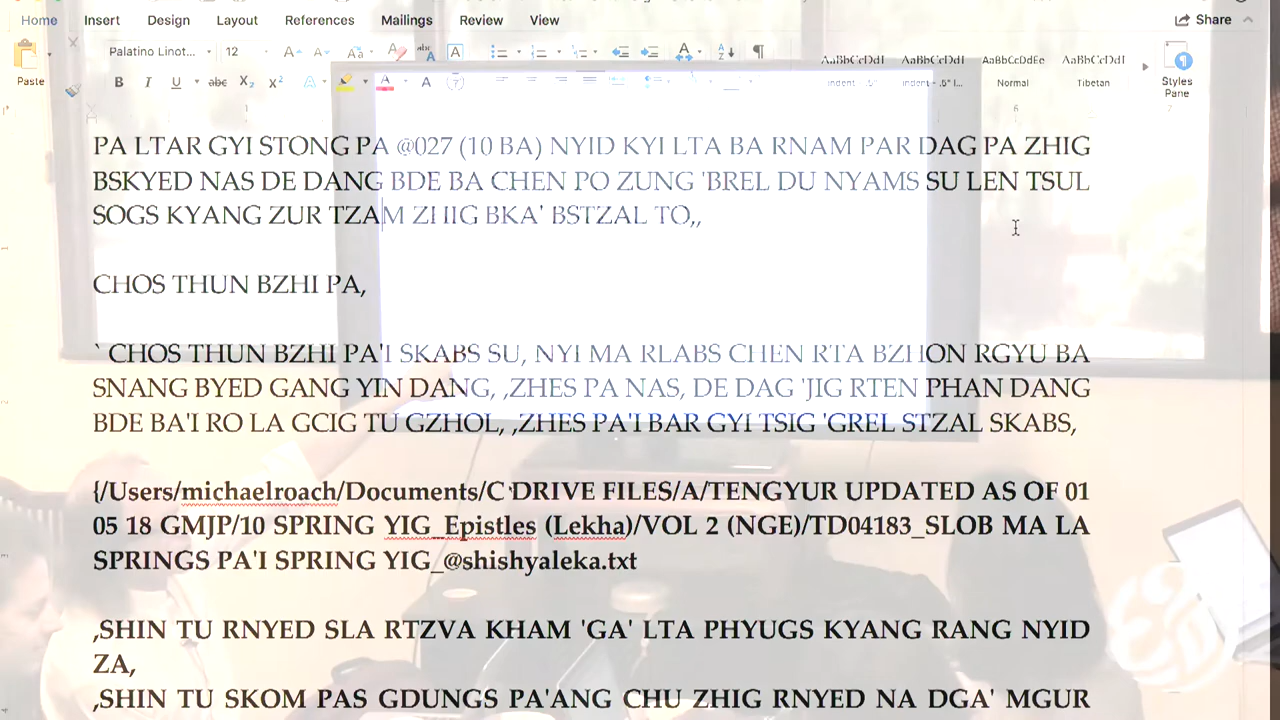 Home Insert Design Layout References Mailings Review View Share
Palatino Linot... 12
Paste
AaBbCcDdI AaBbCcDdI AaBbCcDdEe AaBbCcDdI
Normal Tibetan
Styles
Pane
PA LTAR GYI STONG PA @027 (10 BA) NYID KYI LTA BA RNAM PAR DAG PA ZHIG
BSKYED NAS DE DANG BDE BA CHEN PO ZUNG 'BREL DU NYAMS SU LEN TSUL
SOGS KYANG ZUR TZAM ZHIG BKA' BSTZAL TO,,
CHOS THUN BZHI PA,
` CHOS THUN BZHI PA'I SKABS SU, NYI MA RLABS CHEN RTA BZHON RGYU BA
SNANG BYED GANG YIN DANG, ,ZHES PA NAS, DE DAG 'JIG RTEN PHAN DANG
BDE BA'I RO LA GCIG TU GZHOL, ,ZHES PA'I BAR GYI TSIG 'GREL STZAL SKABS,
{/Users/michaelroach/Documents/C DRIVE FILES/A/TENGYUR UPDATED AS OF 01
05 18 GMJP/10 SPRING YIG_Epistles (Lekha)/VOL 2 (NGE)/TD04183_SLOB MA LA
SPRINGS PA'I SPRING YIG_@shishyaleka.txt
,SHIN TU RNYED SLA RTZVA KHAM 'GA' LTA PHYUGS KYANG RANG NYID
ZA,
,SHIN TU SKOM PAS GDUNGS PA'ANG CHU ZHIG RNYED NA DGA' MGUR